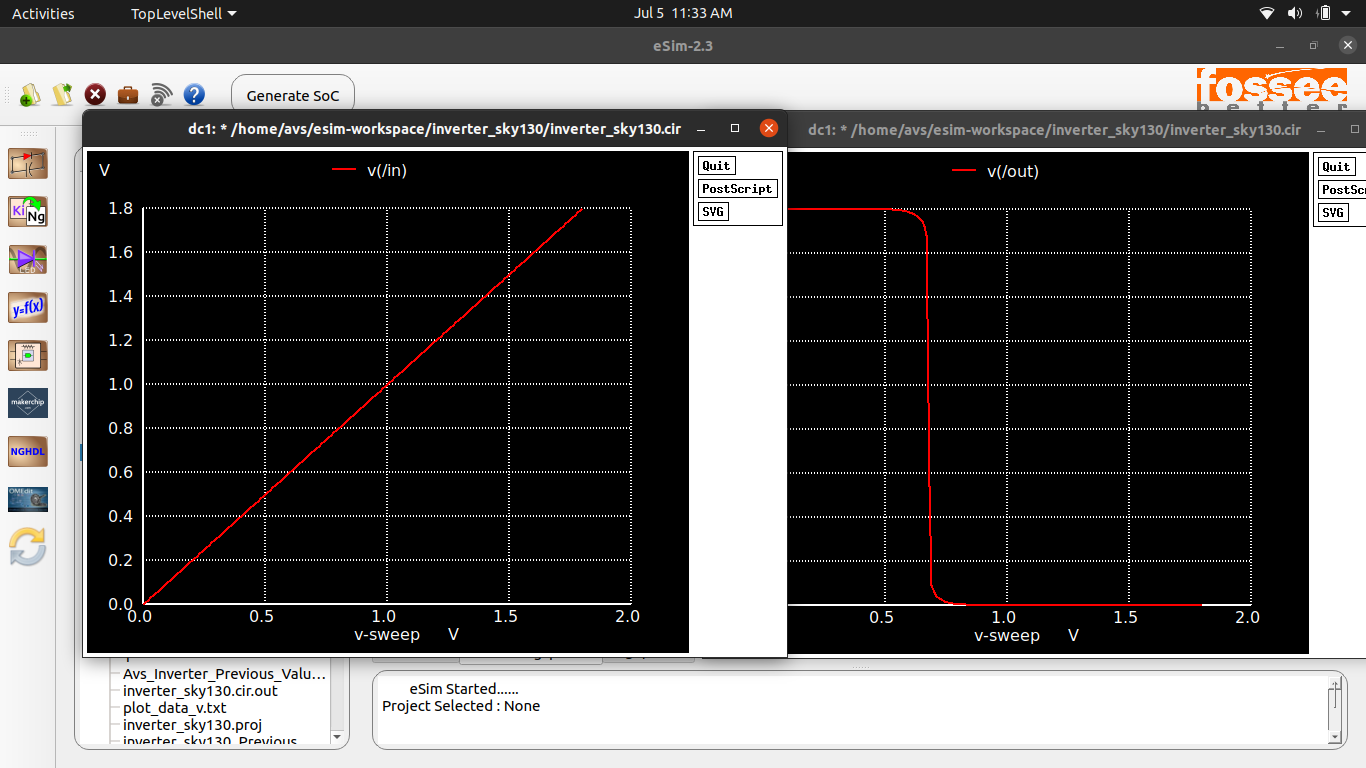 Activities
TopLevelShell
Jul 5 11:33 AM
eSim-2.3
Generate SoC
fossee
better
dc1: * /home/avs/esim-workspace/inverter_sky130/inverter_sky130.cir
dc1: * /home/avs/esim-workspace/inverter_sky130/inverter_sky130.cir
V
v(/in)
Quit
PostScript
SVG
1.8
1.6
1.4
1.2
1.0
0.8
0.6
0.4
0.2
0.0
0.0
0.5
1.0
1.5
2.0
v-sweep V
v(/out)
Quit
PostScr
SVG
0.5
1.0
1.5
2.0
v-sweep V
Ki
Ng
LED
y=f(x)
makerchip
NGHDL
OMEdit
Avs_Inverter_Previous_Valu...
inverter_sky130.cir.out
plot_data_v.txt
inverter_sky130.proj
inverter_sky130_Previous
eSim Started......
Project Selected : None